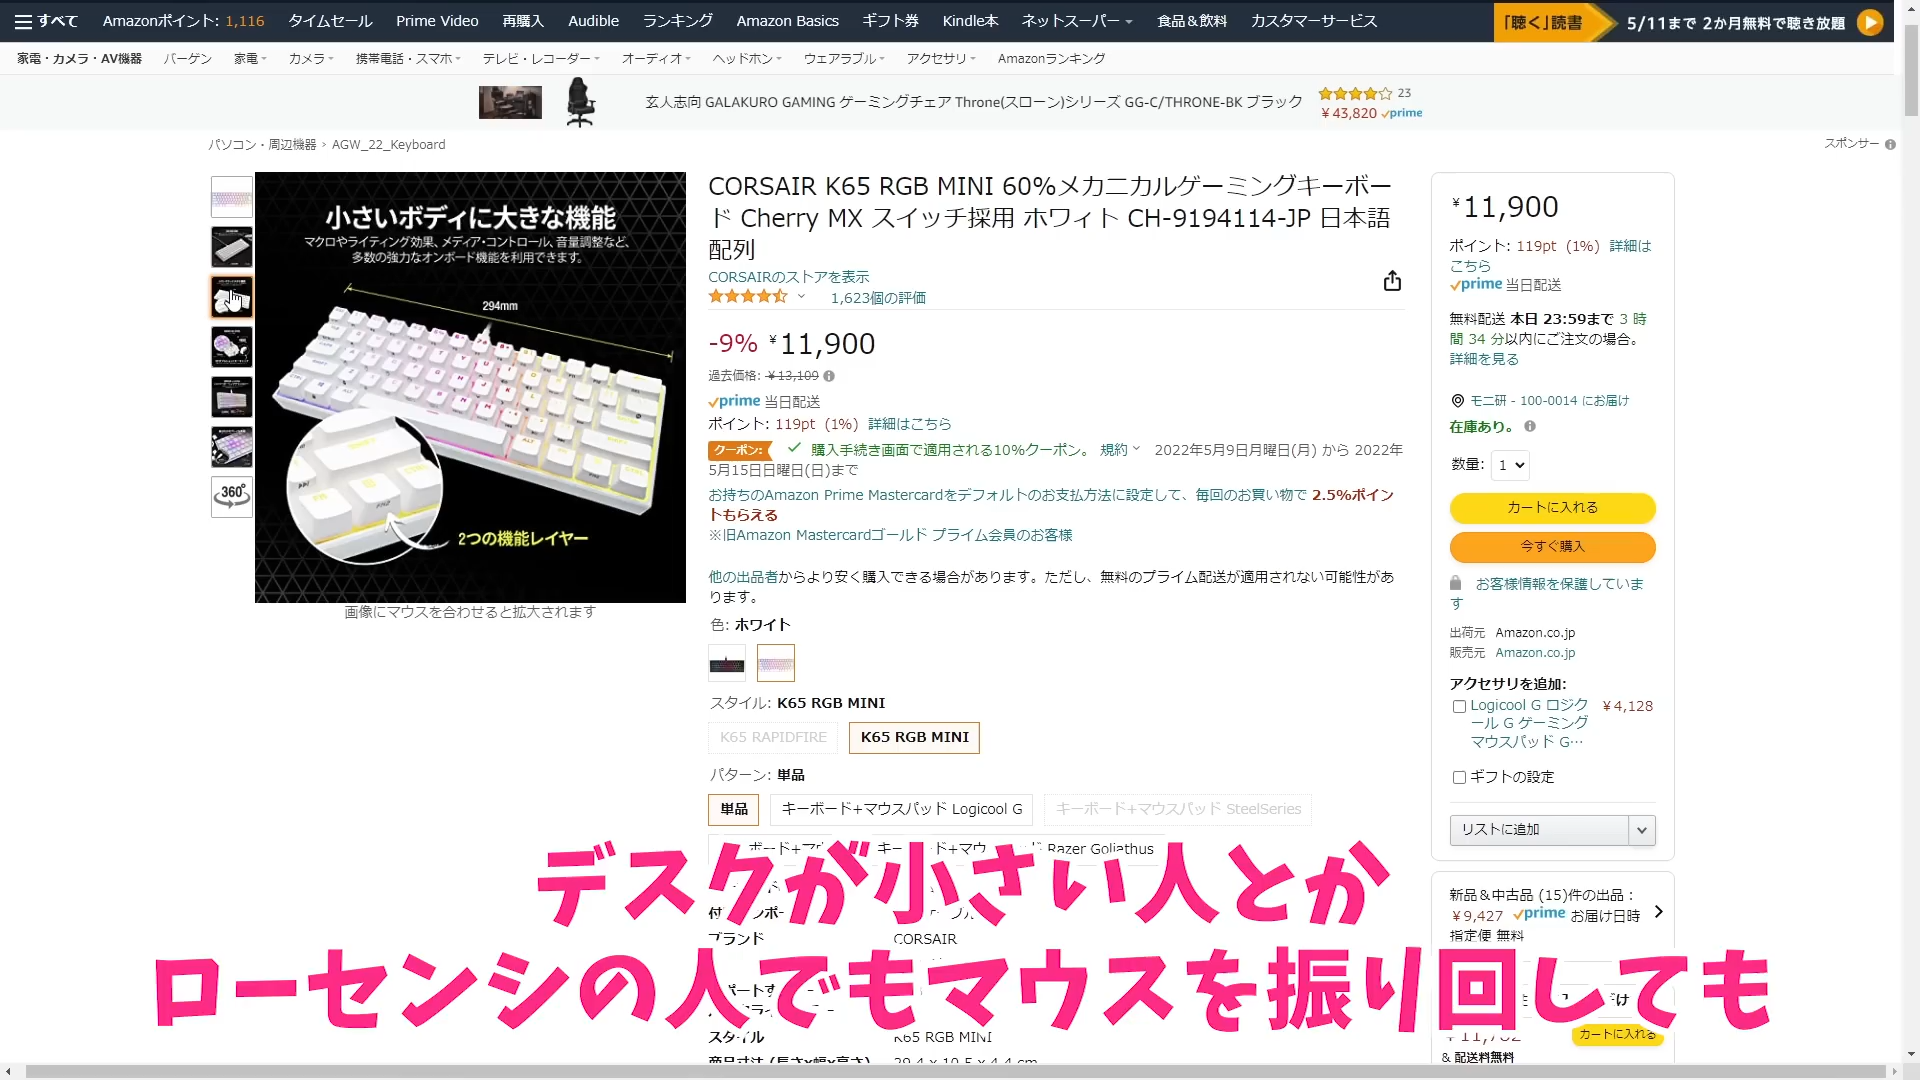 すべて Amazonポイント: 1,116 タイムセール Prime Video 再購入 Audible ランキング Amazon Basics ギフト券 Kindle本 ネットスーパー 食品&飲料 カスタマーサービス 「聴く」読書 5/11まで 2か月無料で聴き放題
家電・カメラ・AV機器 バーゲン 家電 カメラ 携帯電話・スマホ テレビ・レコーダー オーディオ ヘッドホン ウェアラブル アクセサリ Amazonランキング
玄人志向 GALAKURO GAMING ゲーミングチェア Throne(スローン)シリーズ GG-C/THRONE-BK ブラック 23
¥43,820 prime
パソコン・周辺機器 › AGW_22_Keyboard
スポンサー
小さいボディに大きな機能
マクロやライティング効果、メディア・コントロール、音量調整など、
多数の強力なオンボード機能を利用できます。
294mm
2つの機能レイヤー
360°
画像にマウスを合わせると拡大されます
CORSAIR K65 RGB MINI 60%メカニカルゲーミングキーボー
ド Cherry MX スイッチ採用 ホワイト CH-9194114-JP 日本語
配列
CORSAIRのストアを表示
1,623個の評価
-9% ¥11,900
過去価格: ¥13,109
prime 当日配送
ポイント: 119pt (1%) 詳細はこちら
クーポン: 購入手続き画面で適用される10%クーポン。 規約 2022年5月9日月曜日(月) から 2022年
5月15日日曜日(日)まで
お持ちのAmazon Prime Mastercardをデフォルトのお支払方法に設定して、毎回のお買い物で 2.5%ポイン
トもらえる
※旧Amazon Mastercardゴールド プライム会員のお客様
他の出品者からより安く購入できる場合があります。ただし、無料のプライム配送が適用されない可能性があ
ります。
色: ホワイト
スタイル: K65 RGB MINI
K65 RAPIDFIRE K65 RGB MINI
パターン: 単品
単品 キーボード+マウスパッド Logicool G キーボード+マウスパッド SteelSeries
Razer Goliathus
ブランド CORSAIR
スタイル K65 RGB MINI
商品寸法 (長さx幅x高さ) 29.4 x 10.5 x 4.4 cm
¥11,900
ポイント: 119pt (1%) 詳細は
こちら
prime 当日配送
無料配送 本日 23:59まで 3 時
間 34 分以内にご注文の場合。
詳細を見る
モニ研 - 100-0014 にお届け
在庫あり。
数量: 1
カートに入れる
今すぐ購入
お客様情報を保護していま
す
出荷元 Amazon.co.jp
販売元 Amazon.co.jp
アクセサリを追加:
Logicool G ロジク ¥4,128
ール G ゲーミング
マウスパッド G…
ギフトの設定
リストに追加
新品&中古品 (15)件の出品:
¥9,427 prime お届け日時
指定便 無料
カートに入れる
& 配送料無料
デスクが小さい人とか
ローセンシの人でもマウスを振り回しても